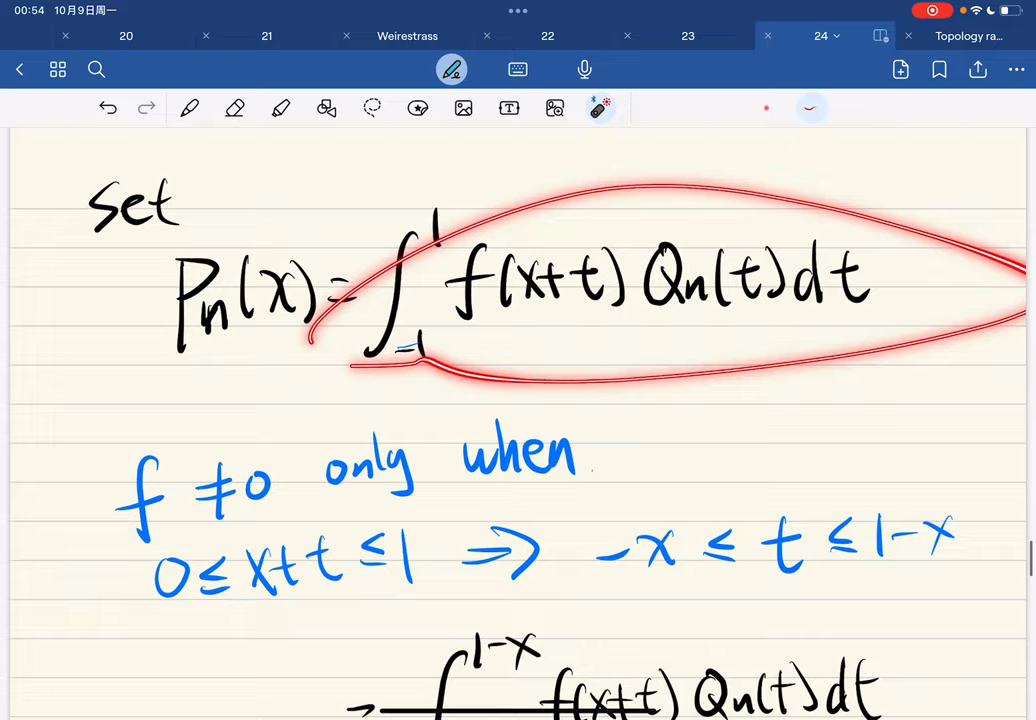 00:54 10月9日周一
20 21 Weirestrass 22 23 24 Topology ra...
set
Pn(x) = ∫_{-1}^{1} f(x+t) Qn(t) dt
f ≠ 0 only when
0 ≤ x+t ≤ 1 ⇒ -x ≤ t ≤ 1-x
1-x
∫ f(x+t) Qn(t) dt